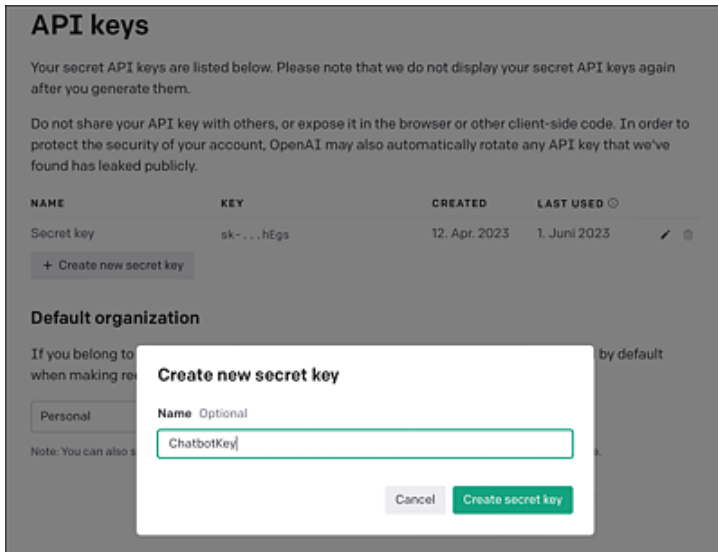 API keys
Your secret API keys are listed below. Please note that we do not display your secret API keys again
after you generate them.
Do not share your API key with others, or expose it in the browser or other client-side code. In order to
protect the security of your account, OpenAI may also automatically rotate any API key that we've
found has leaked publicly.
NAME KEY CREATED LAST USED
Secret key sk-...hEgs 12. Apr. 2023 1. Juni 2023
+ Create new secret key
Default organization
If you belong to by default
when making
Personal
Create new secret key
Name Optional
ChatbotKey
Note: You can also
Cancel Create secret key